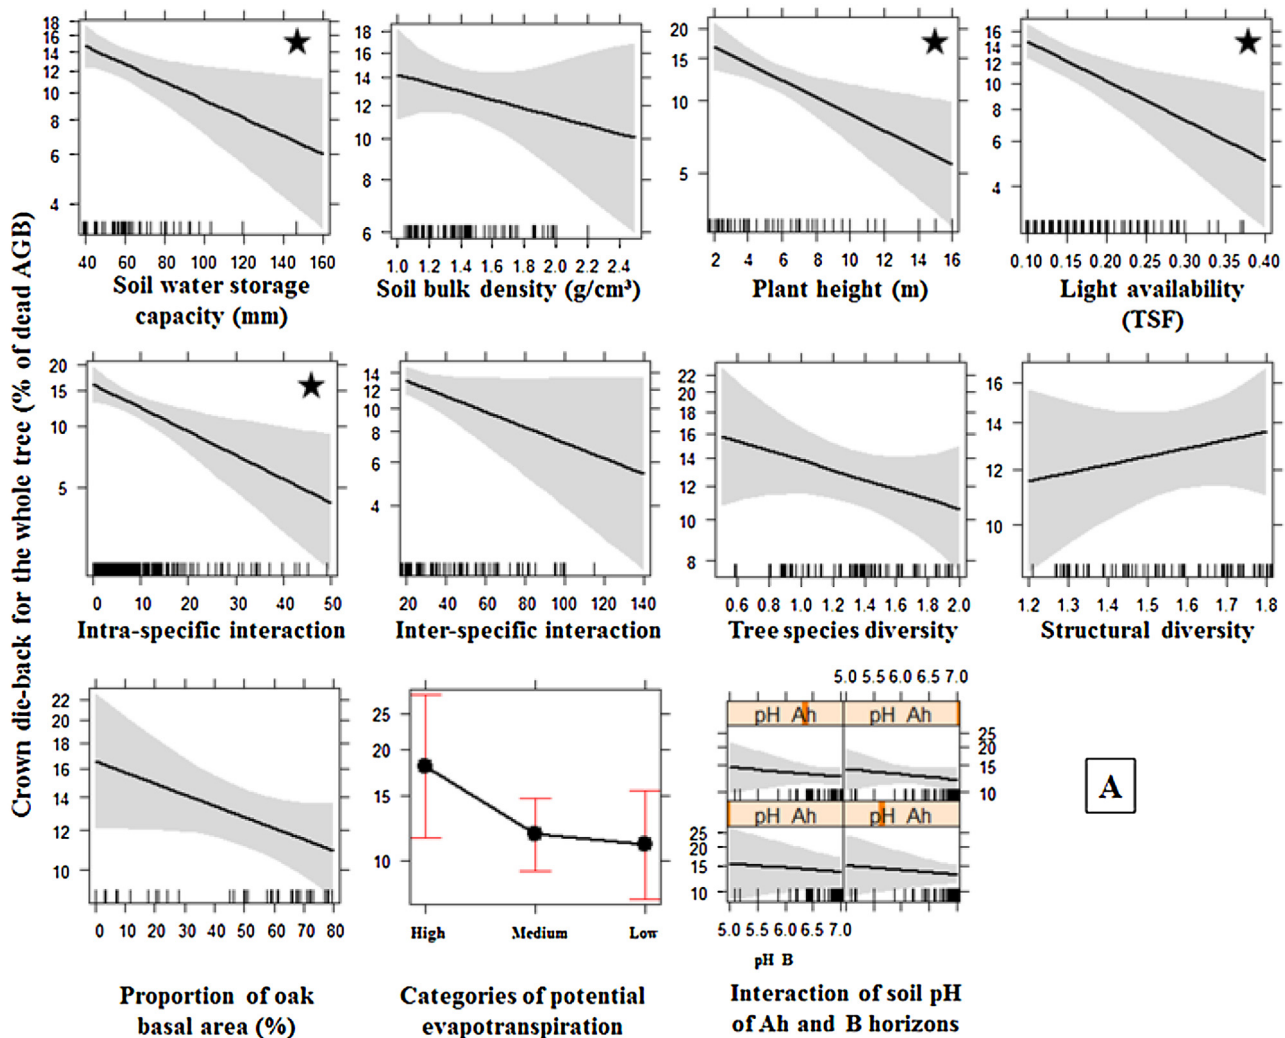 Crown die-back for the whole tree (% of dead AGB)
18
16
14
12
10
8
6
4
40 60 80 100 120 140 160
Soil water storage
capacity (mm)
18
16
14
12
10
8
6
1.0 1.2 1.4 1.6 1.8 2.0 2.2 2.4
Soil bulk density (g/cm³)
20
15
10
5
2 4 6 8 10 12 14 16
Plant height (m)
16
14
12
10
8
6
4
0.10 0.15 0.20 0.25 0.30 0.35 0.40
Light availability
(TSF)
20
15
10
5
0 10 20 30 40 50
Intra-specific interaction
14
12
10
8
6
4
20 40 60 80 100 120 140
Inter-specific interaction
22
20
18
16
14
12
10
8
0.6 0.8 1.0 1.2 1.4 1.6 1.8 2.0
Tree species diversity
16
14
12
10
1.2 1.3 1.4 1.5 1.6 1.7 1.8
Structural diversity
22
20
18
16
14
12
10
0 10 20 30 40 50 60 70 80
Proportion of oak
basal area (%)
25
20
15
10
High Medium Low
Categories of potential
evapotranspiration
5.0 5.5 6.0 6.5 7.0
pH Ah pH Ah
25
20
15
10
pH Ah pH Ah
25
20
15
10
5.0 5.5 6.0 6.5 7.0
pH B
Interaction of soil pH
of Ah and B horizons
A